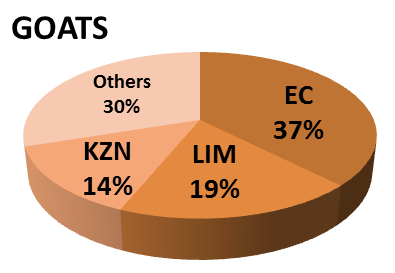 GOATS
Others
30%
EC
37%
KZN
14%
LIM
19%